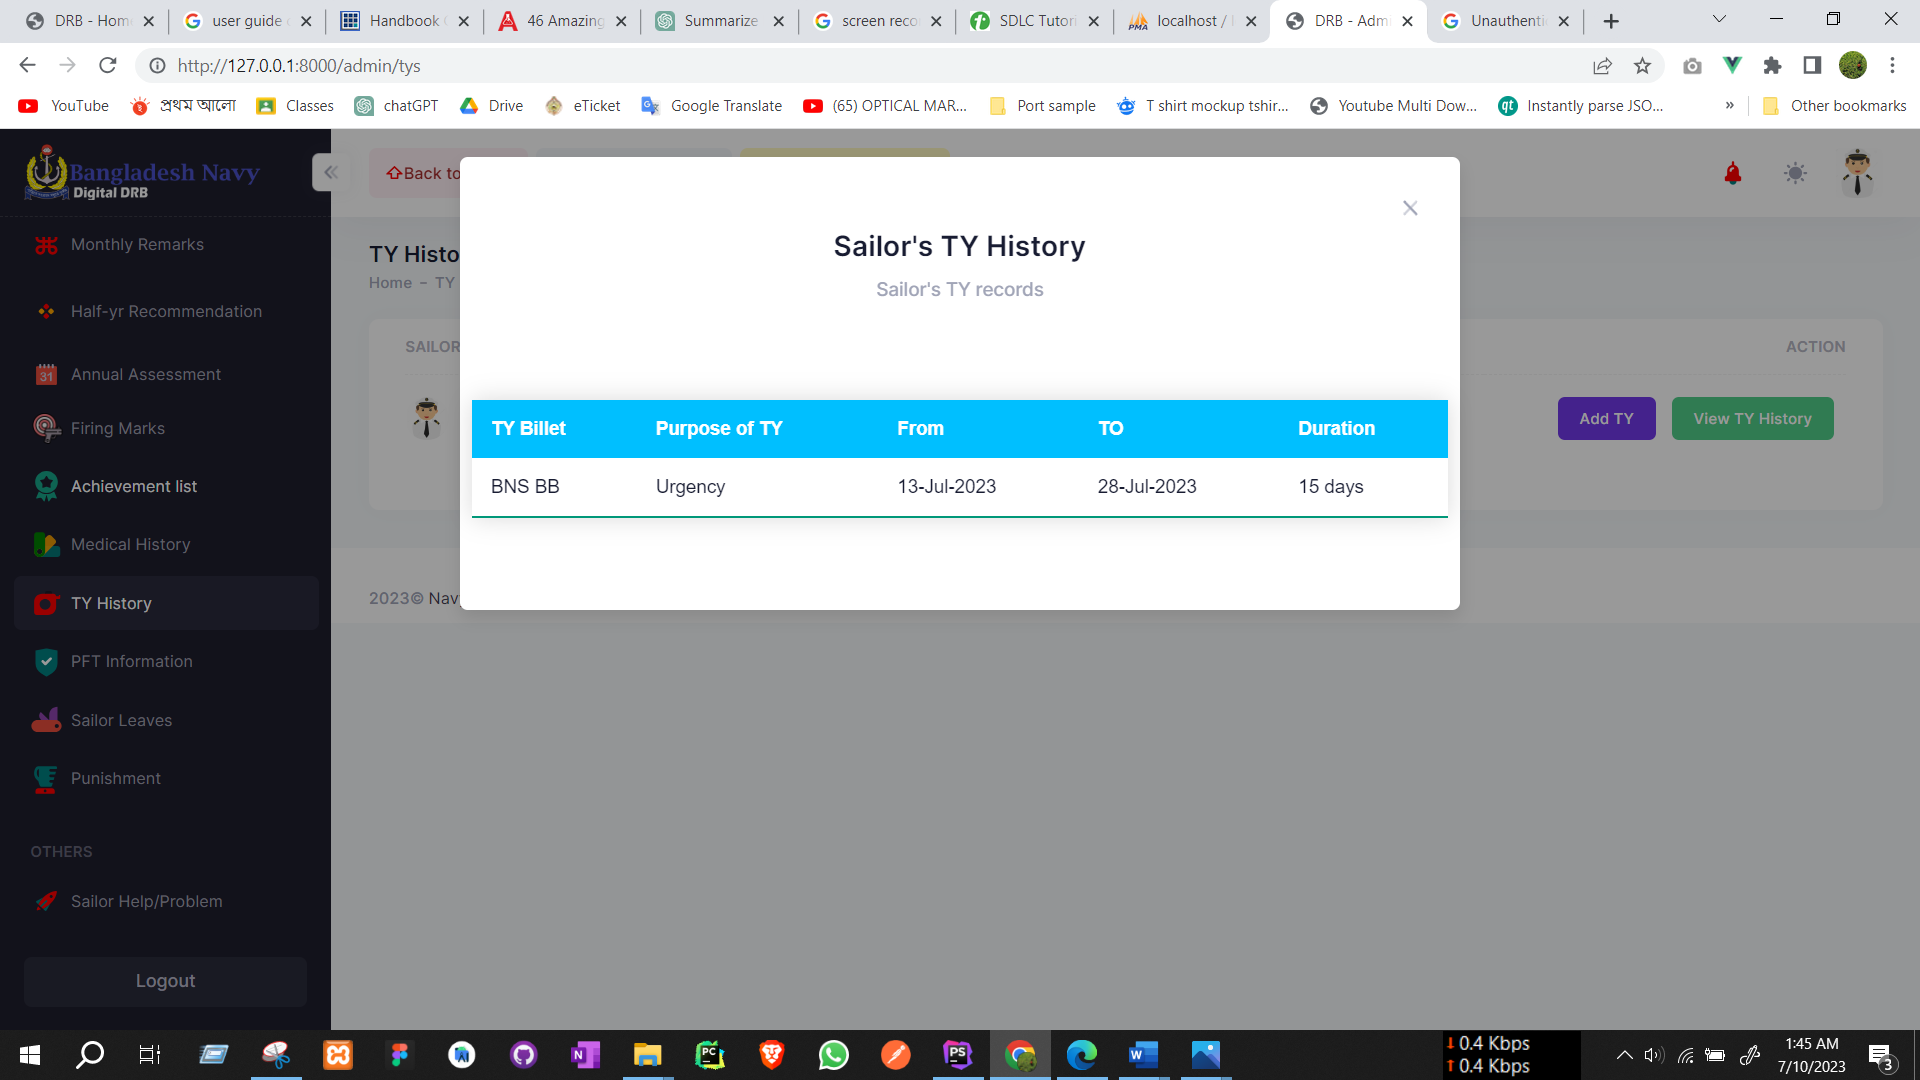 DRB - Hom
user guide
Handbook
46 Amazing
Summarize
screen reco
SDLC Tutori
PMA localhost /
DRB - Adm
Unauthenti
http://127.0.0.1:8000/admin/tys
YouTube
প্রথম আলো
Classes
chatGPT
Drive
eTicket
Google Translate
(65) OPTICAL MAR...
Port sample
T shirt mockup tshir...
Youtube Multi Dow...
qt Instantly parse JSO...
»
Other bookmarks
Bangladesh Navy
Digital DRB
Monthly Remarks
Half-yr Recommendation
31 Annual Assessment
Firing Marks
Achievement list
Medical History
TY History
PFT Information
Sailor Leaves
Punishment
OTHERS
Sailor Help/Problem
Logout
Back to
TY Histo
Home - TY
SAILOR
ACTION
Add TY
View TY History
2023© Nav
Sailor's TY History
Sailor's TY records
TY Billet Purpose of TY From TO Duration
BNS BB Urgency 13-Jul-2023 28-Jul-2023 15 days
N
PC
PS
W
0.4 Kbps
0.4 Kbps
1:45 AM
7/10/2023
3